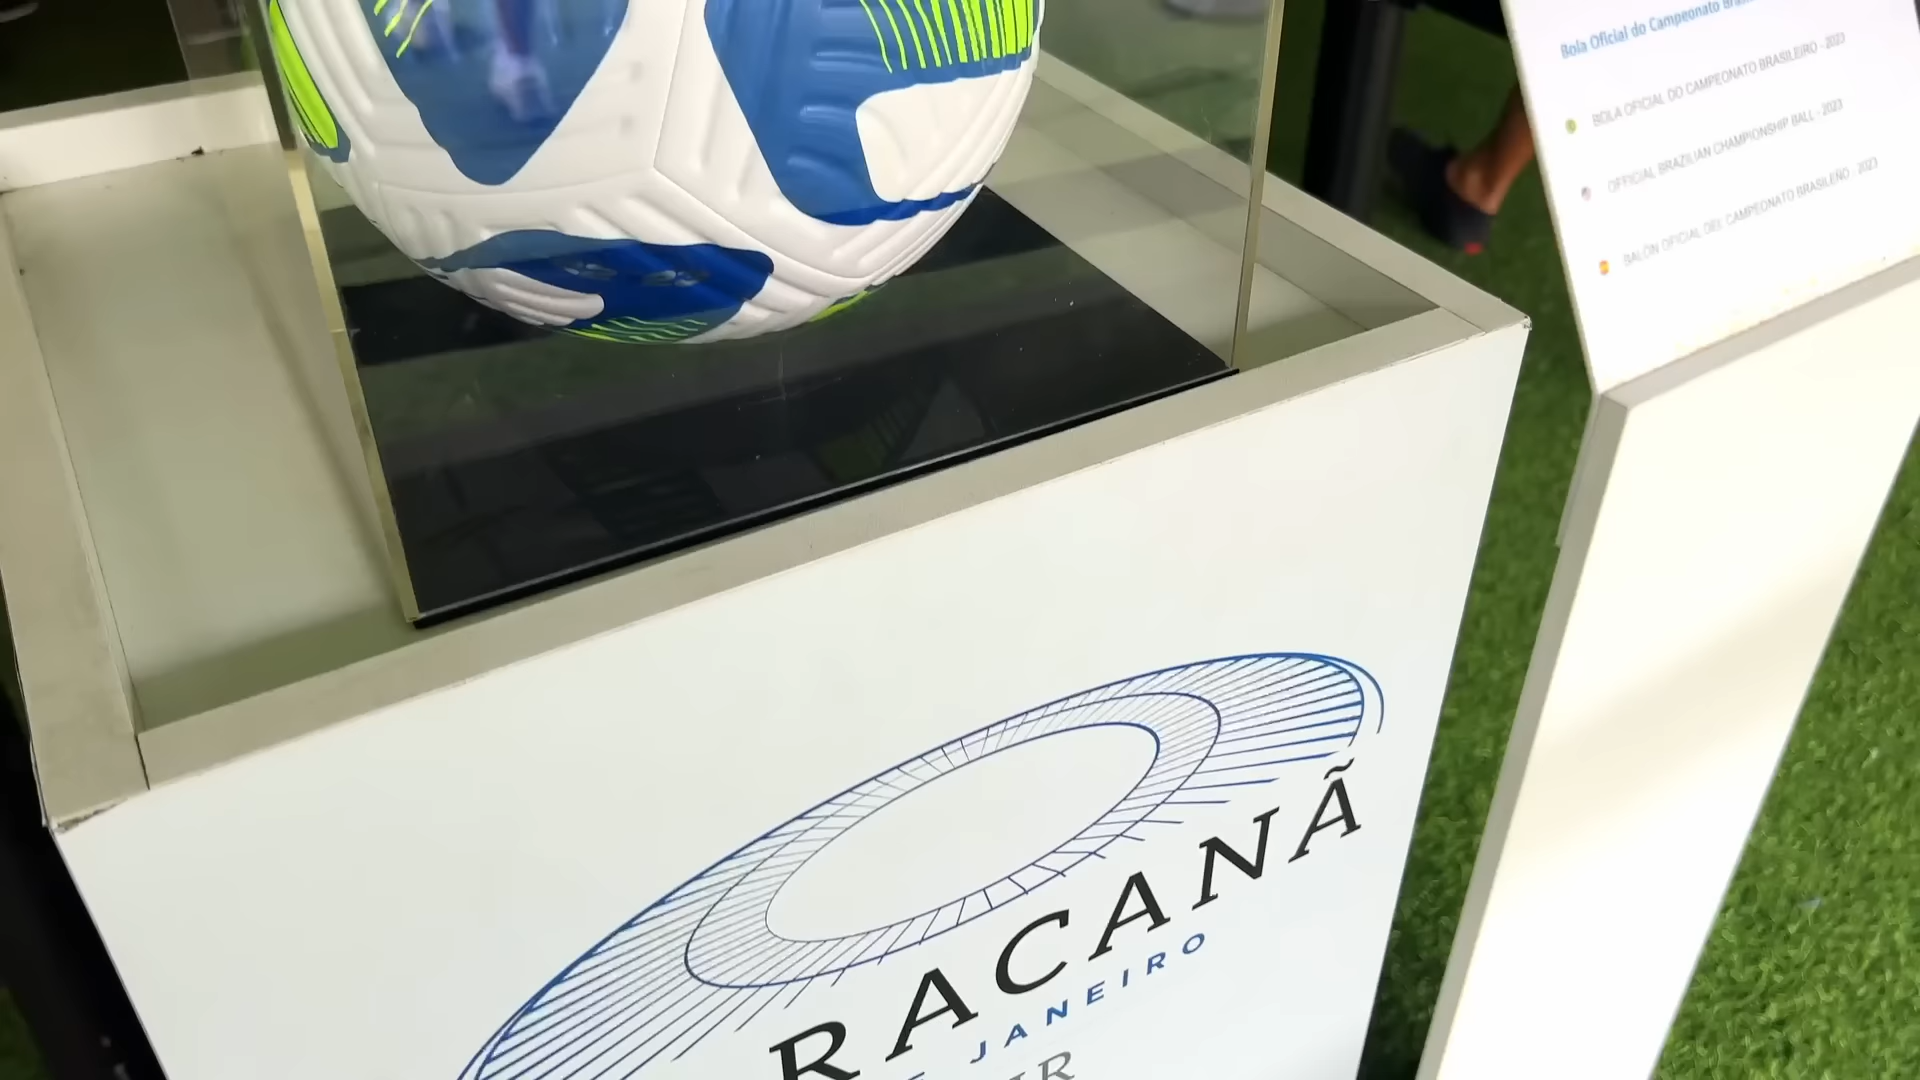 Bola Oficial do Campeonato
BOLA OFICIAL DO CAMPEONATO BRASILEIRO - 2023
OFFICIAL BRAZILIAN CHAMPIONSHIP BALL - 2023
BALÓN OFICIAL DEL CAMPEONATO BRASILEÑO - 2023
RACANÃ
JANEIRO